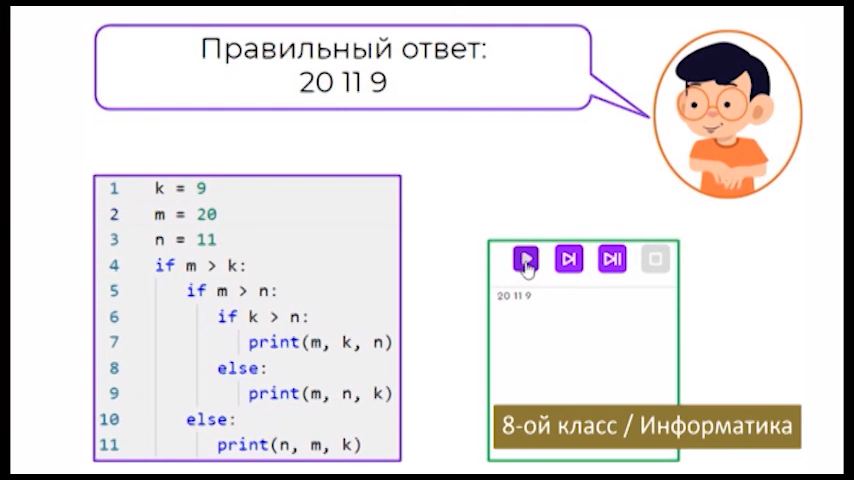 Правильный ответ:
20 11 9
1 k = 9
2 m = 20
3 n = 11
4 if m > k:
5 if m > n:
6 if k > n:
7 print(m, k, n)
8 else:
9 print(m, n, k)
10 else:
11 print(n, m, k)
20 11 9
8-ой класс / Информатика